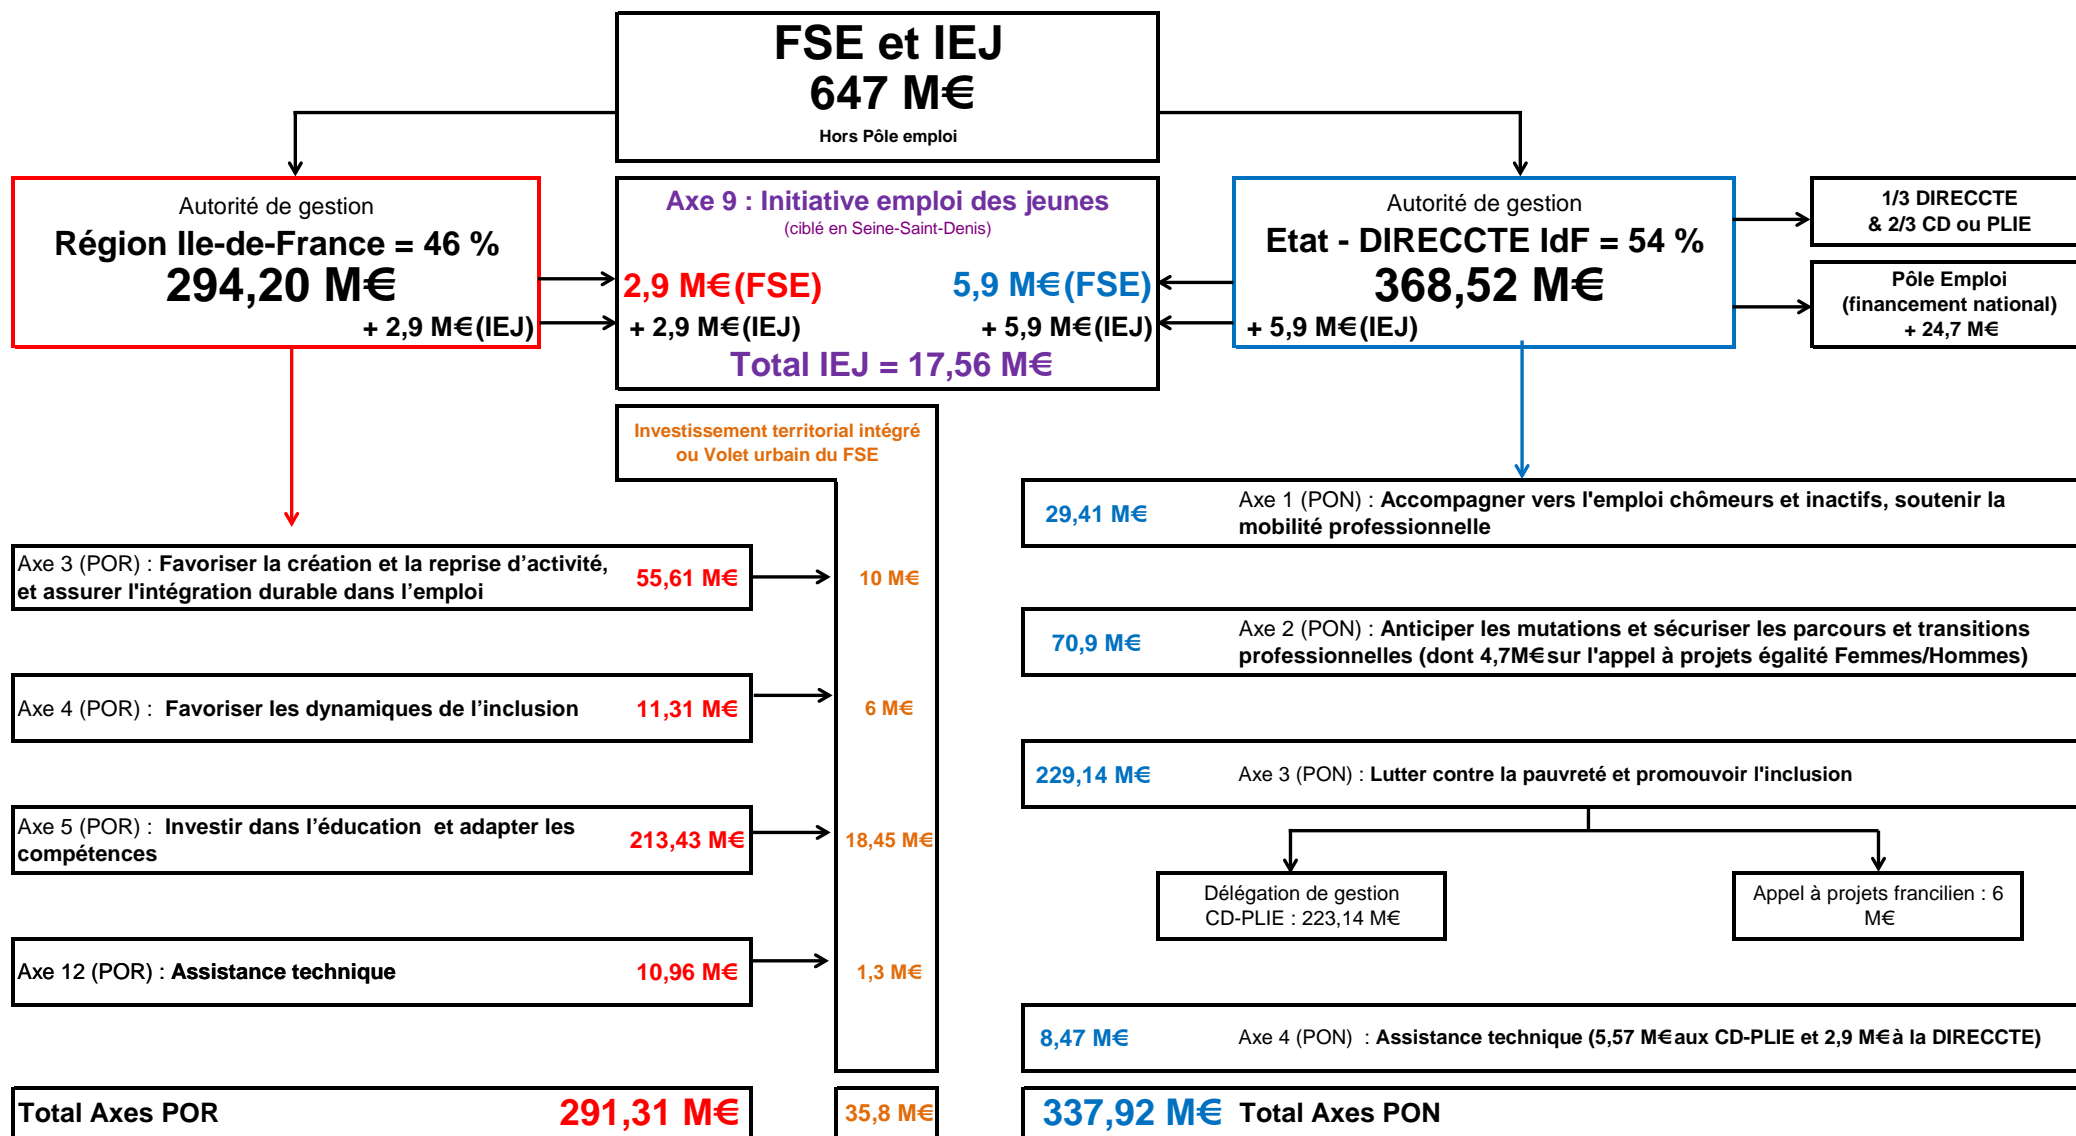 FSE et IEJ
647 M€
Hors Pôle emploi
Autorité de gestion
Région Ile-de-France = 46 %
294,20 M€
+ 2,9 M€(IEJ)
Axe 9 : Initiative emploi des jeunes
(ciblé en Seine-Saint-Denis)
2,9 M€(FSE)
5,9 M€(FSE)
+ 2,9 M€(IEJ)
+ 5,9 M€(IEJ)
Total IEJ = 17,56 M€
Autorité de gestion
Etat - DIRECCTE IdF = 54 %
368,52 M€
+ 5,9 M€(IEJ)
1/3 DIRECCTE
& 2/3 CD ou PLIE
Pôle Emploi
(financement national)
+ 24,7 M€
Investissement territorial intégré
ou Volet urbain du FSE
Axe 3 (POR) : Favoriser la création et la reprise d’activité,
et assurer l'intégration durable dans l’emploi
55,61 M€
10 M€
Axe 4 (POR) : Favoriser les dynamiques de l’inclusion
11,31 M€
6 M€
Axe 5 (POR) : Investir dans l’éducation et adapter les
compétences
213,43 M€
18,45 M€
Axe 12 (POR) : Assistance technique
10,96 M€
1,3 M€
Total Axes POR
291,31 M€
35,8 M€
29,41 M€
Axe 1 (PON) : Accompagner vers l'emploi chômeurs et inactifs, soutenir la
mobilité professionnelle
70,9 M€
Axe 2 (PON) : Anticiper les mutations et sécuriser les parcours et transitions
professionnelles (dont 4,7M€ sur l'appel à projets égalité Femmes/Hommes)
229,14 M€
Axe 3 (PON) : Lutter contre la pauvreté et promouvoir l'inclusion
Délégation de gestion
CD-PLIE : 223,14 M€
Appel à projets francilien : 6
M€
8,47 M€
Axe 4 (PON) : Assistance technique (5,57 M€ aux CD-PLIE et 2,9 M€ à la DIRECCTE)
337,92 M€
Total Axes PON